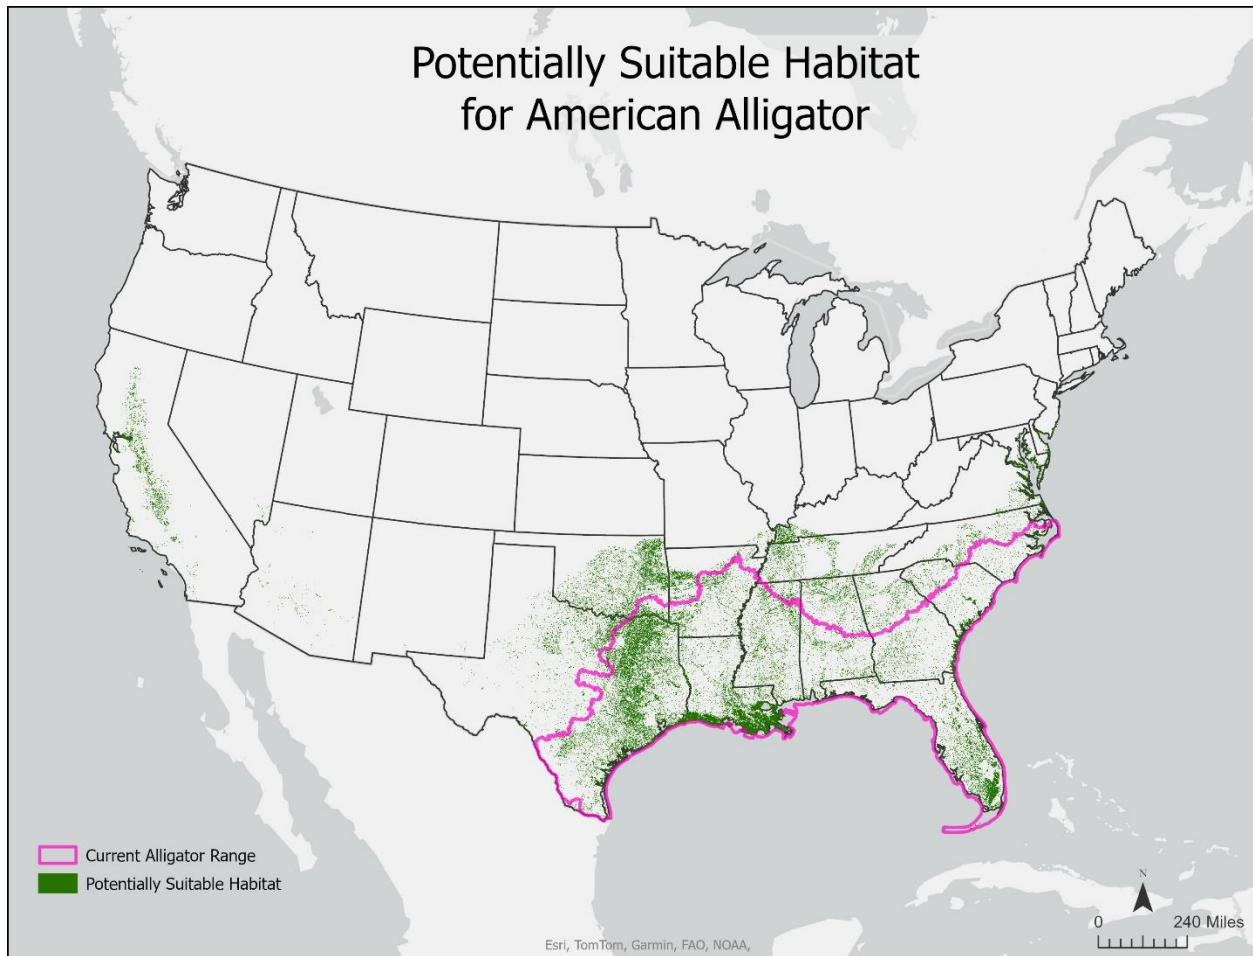 Potentially Suitable Habitat
for American Alligator
Current Alligator Range
Potentially Suitable Habitat
N
0 240 Miles
Esri, TomTom, Garmin, FAO, NOAA,